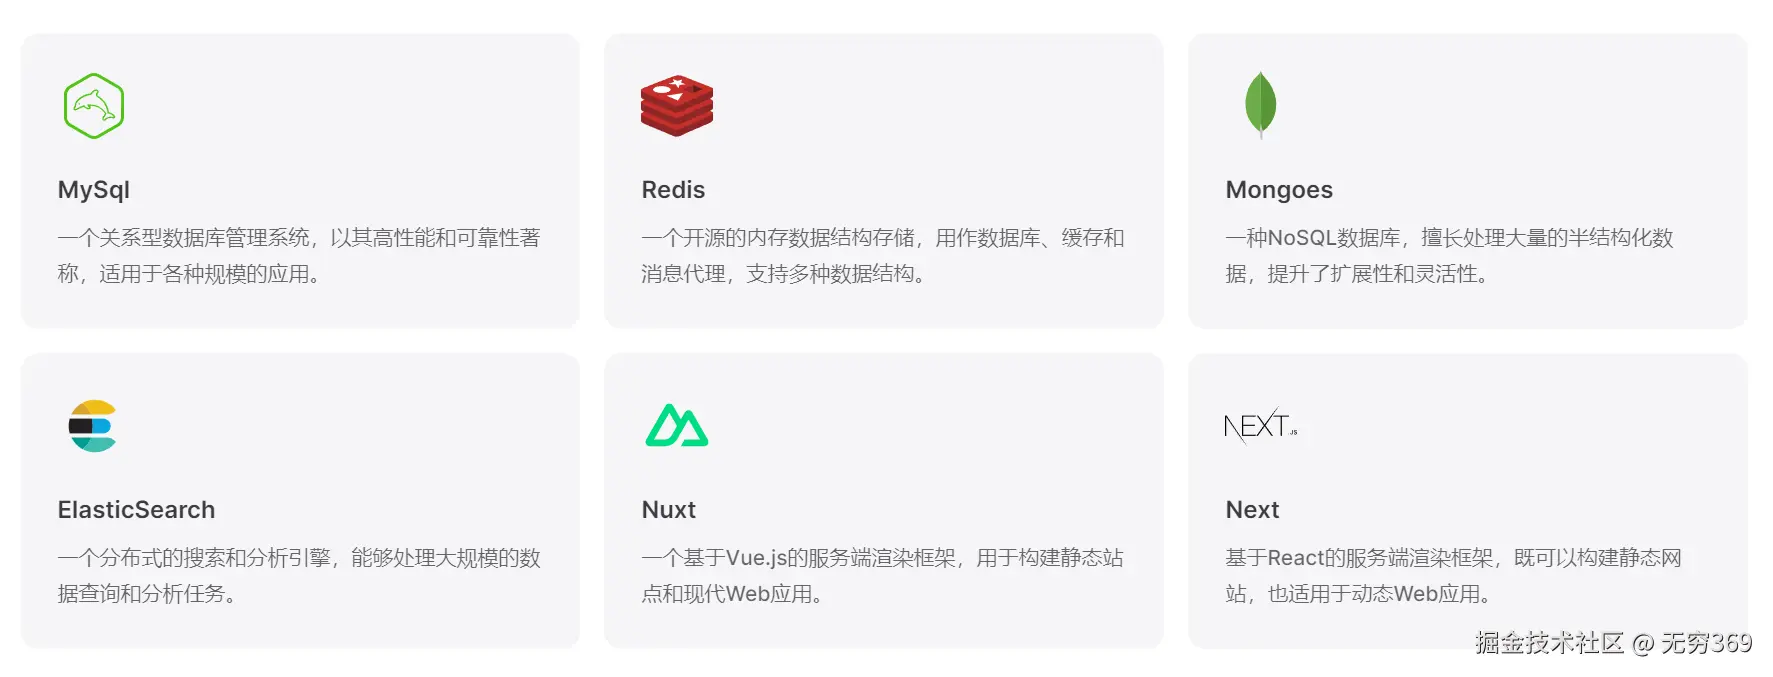 MySql
一个关系型数据库管理系统，以其高性能和可靠性著
称，适用于各种规模的应用。
Redis
一个开源的内存数据结构存储，用作数据库、缓存和
消息代理，支持多种数据结构。
Mongoes
一种NoSQL数据库，擅长处理大量的半结构化数
据，提升了扩展性和灵活性。
ElasticSearch
一个分布式的搜索和分析引擎，能够处理大规模的数
据查询和分析任务。
Nuxt
一个基于Vue.js的服务端渲染框架，用于构建静态站
点和现代Web应用。
NEXT.JS
Next
基于React的服务端渲染框架，既可以构建静态网
站，也适用于动态Web应用。
掘金技术社区 @ 无穷369